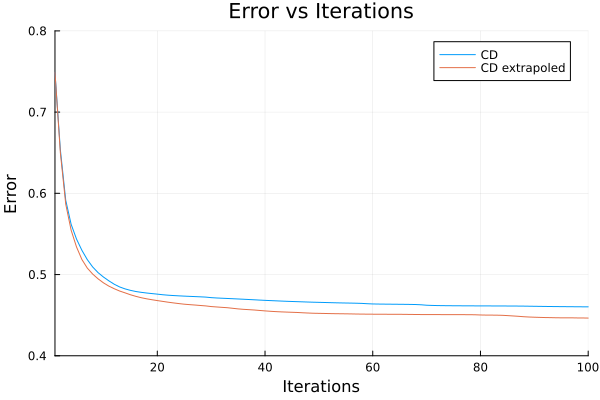 Error vs Iterations
CD
CD extrapoled
Error
0.8
0.7
0.6
0.5
0.4
20 40 60 80 100
Iterations